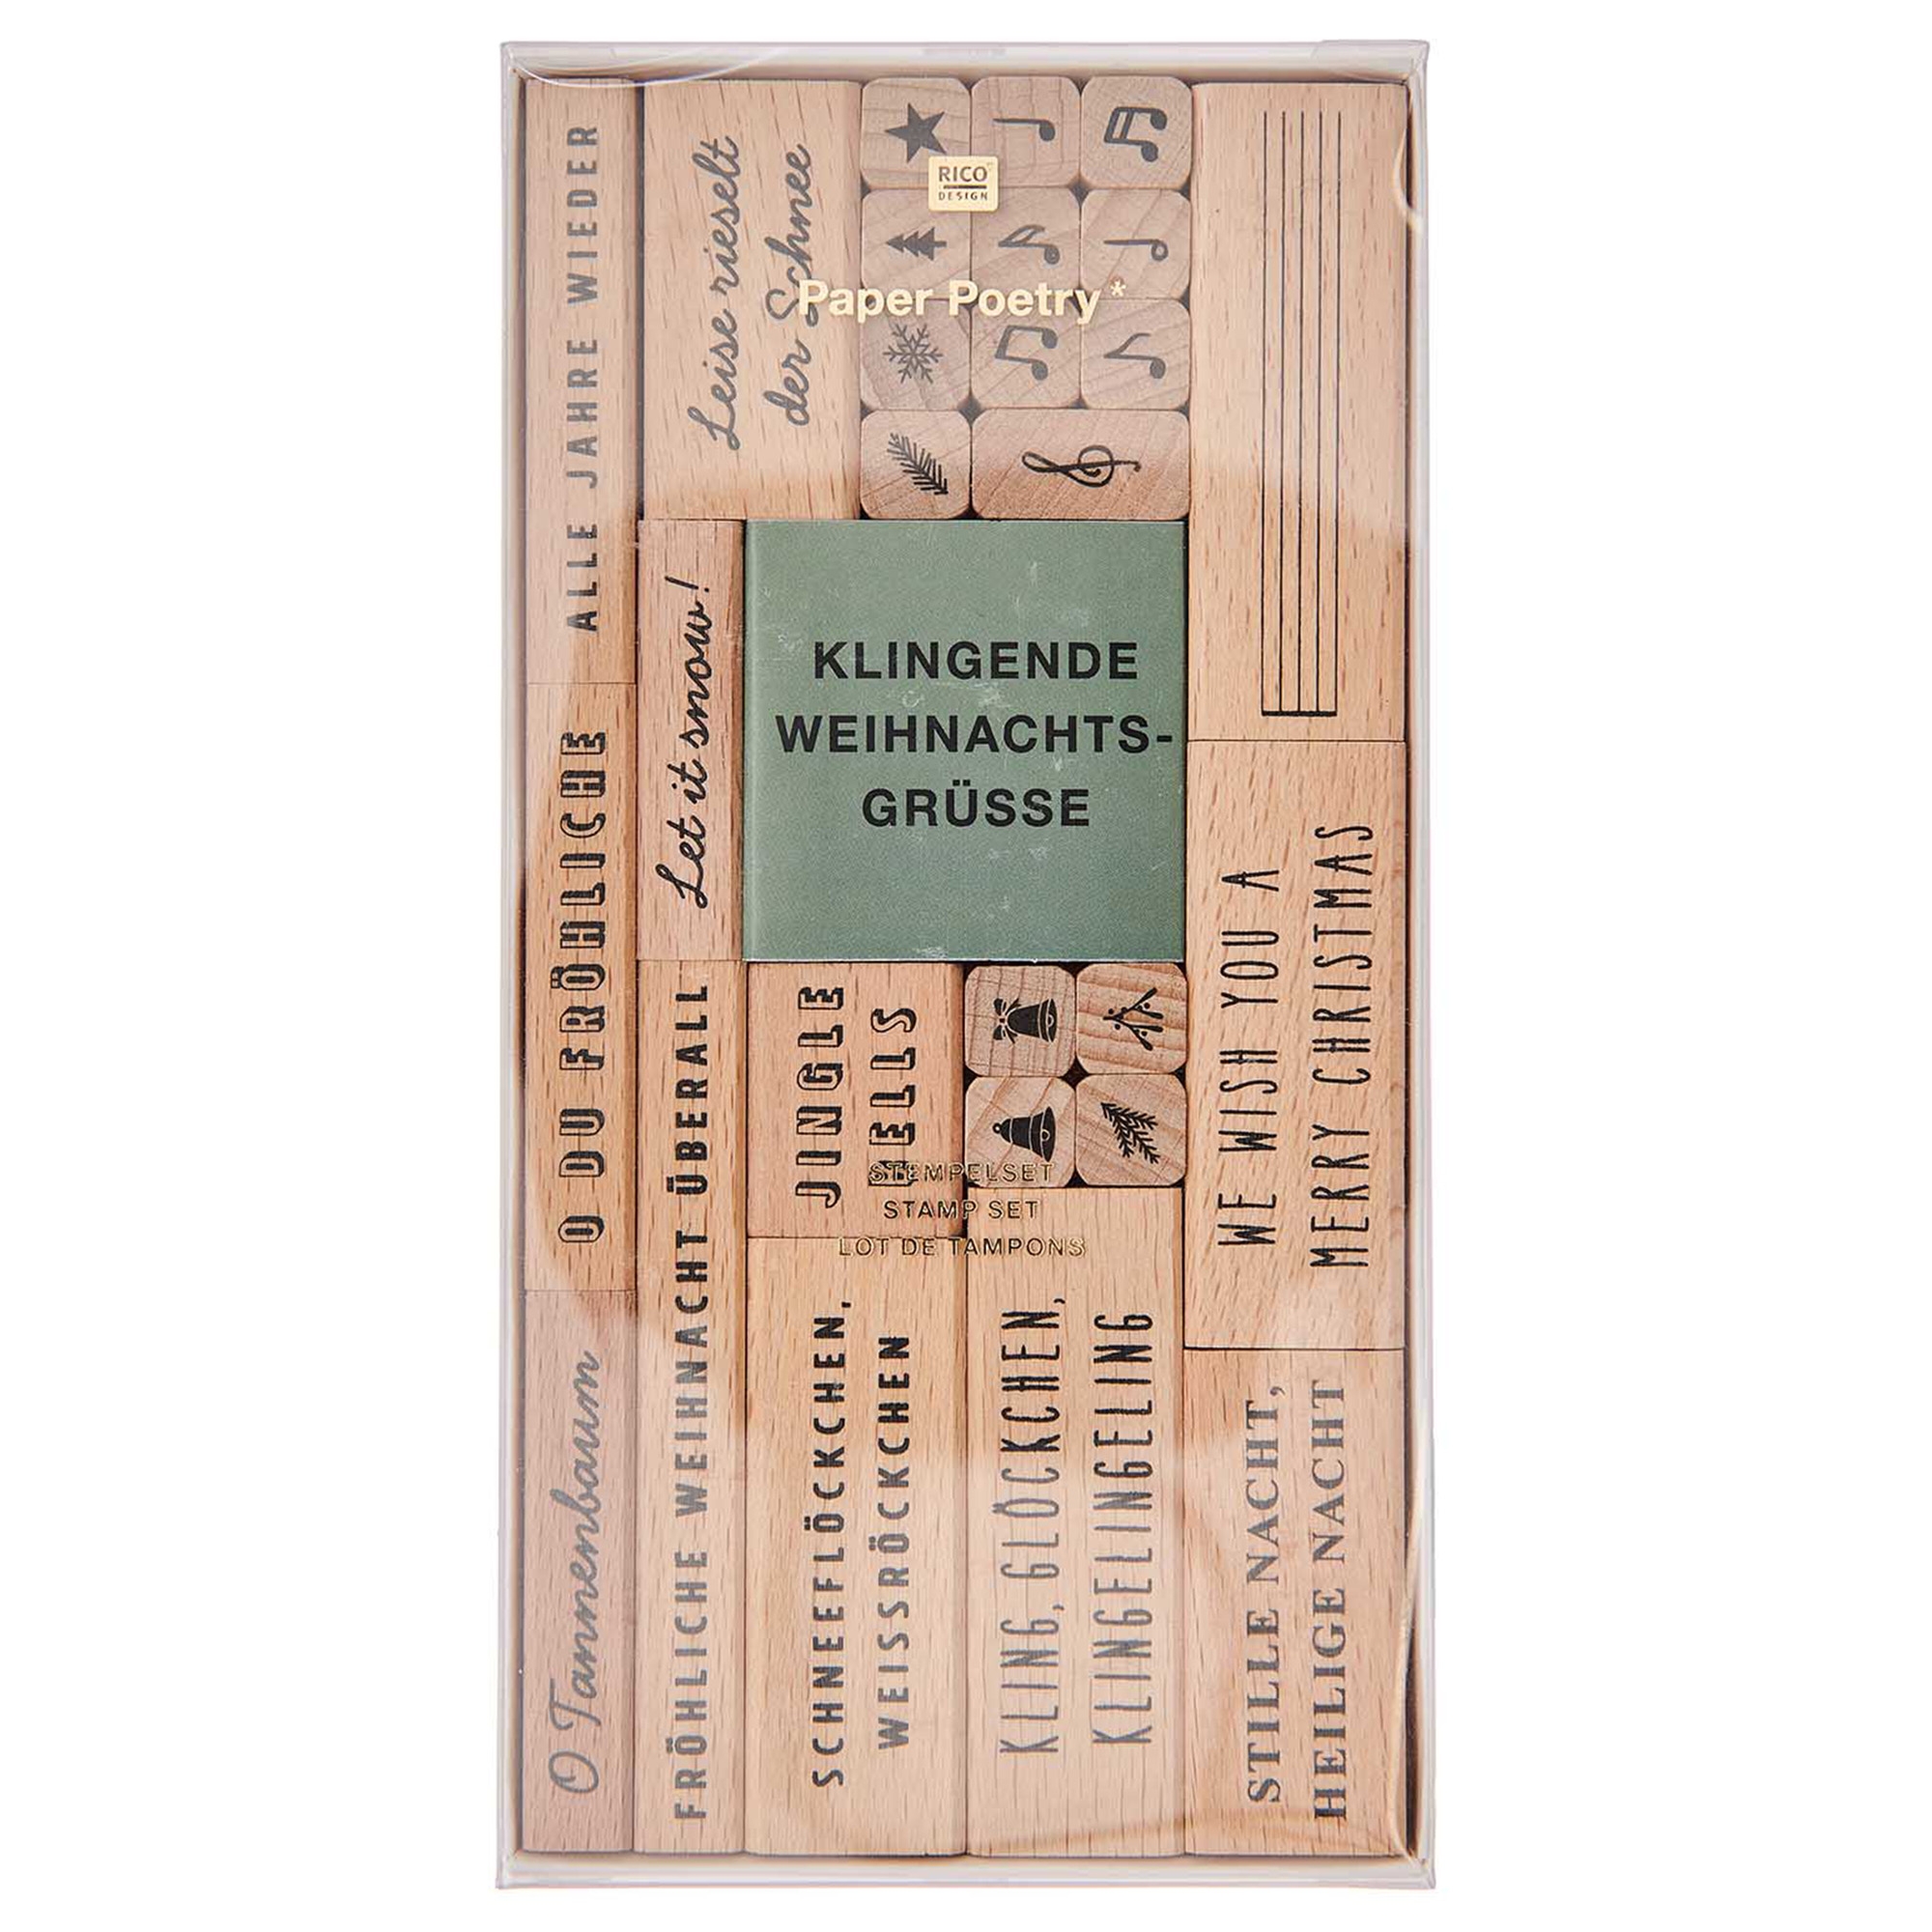 RICO
DESIGN
Paper Poetry*
ALLE JAHRE WIEDER
Leise rieselt
der Schnee
O DU FRÖHLICHE
Let it snow!
KLINGENDE
WEIHNACHTS-
GRÜSSE
WE WISH YOU A
MERRY CHRISTMAS
JINGLE
BELLS
STEMPELSET
STAMP SET
LOT DE TAMPONS
O Tannenbaum
FRÖHLICHE WEIHNACHT ÜBERALL
SCHNEEFLÖCKCHEN,
WEISSRÖCKCHEN
KLING, GLÖCKCHEN,
KLINGELINGELING
STILLE NACHT,
HEILIGE NACHT